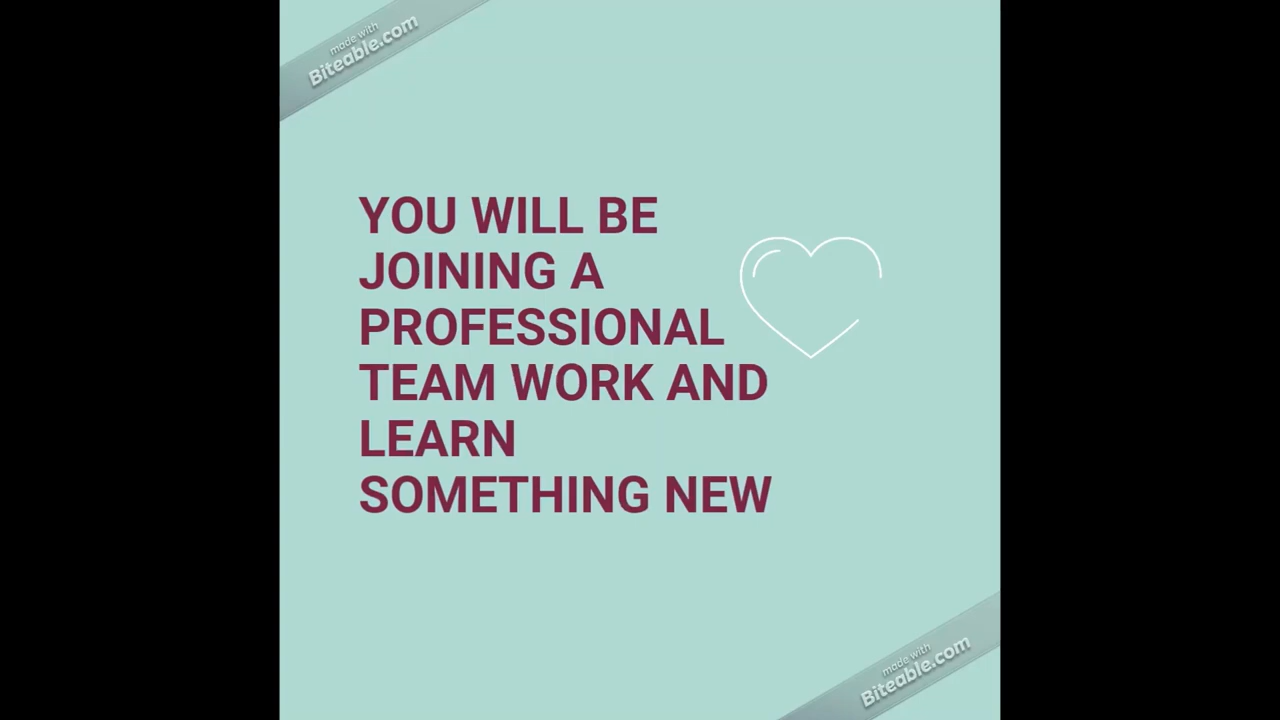 made with
Biteable.com
YOU WILL BE
JOINING A
PROFESSIONAL
TEAM WORK AND
LEARN
SOMETHING NEW
made with
Biteable.com